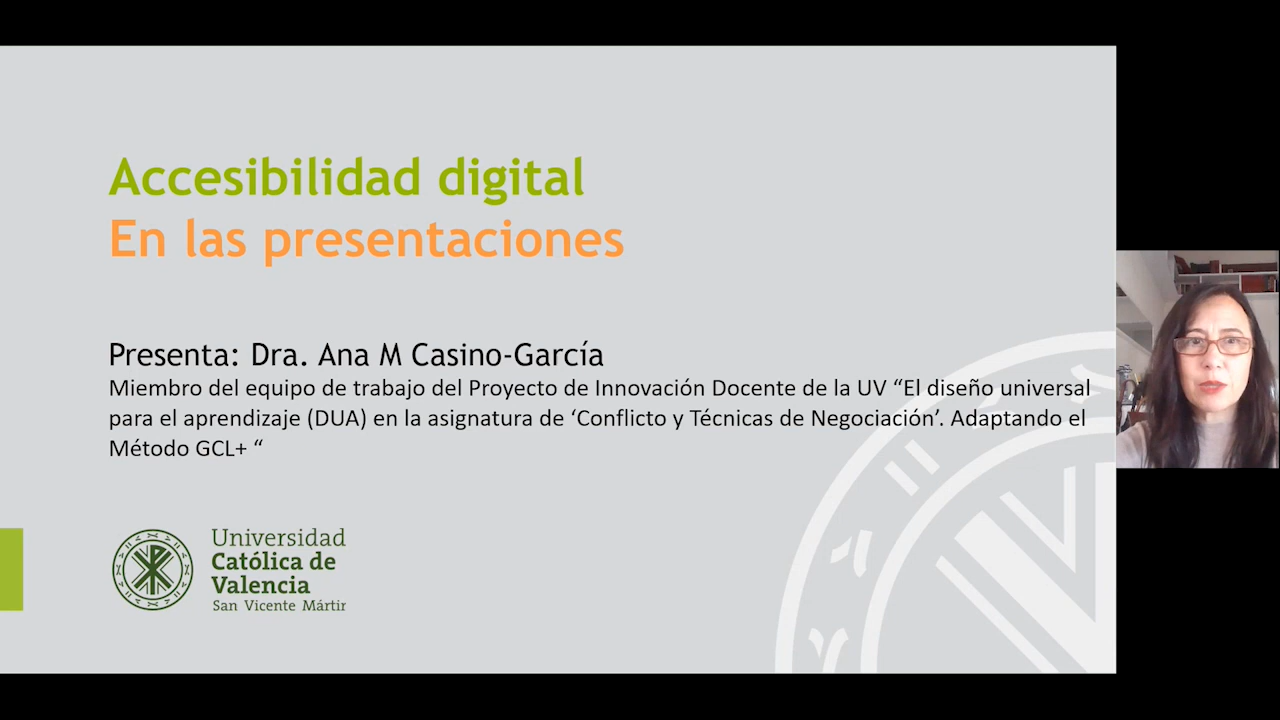 Accesibilidad digital
En las presentaciones
Presenta: Dra. Ana M Casino-García
Miembro del equipo de trabajo del Proyecto de Innovación Docente de la UV “El diseño universal
para el aprendizaje (DUA) en la asignatura de ‘Conflicto y Técnicas de Negociación’. Adaptando el
Método GCL+ “
Universidad
Católica de
Valencia
San Vicente Mártir